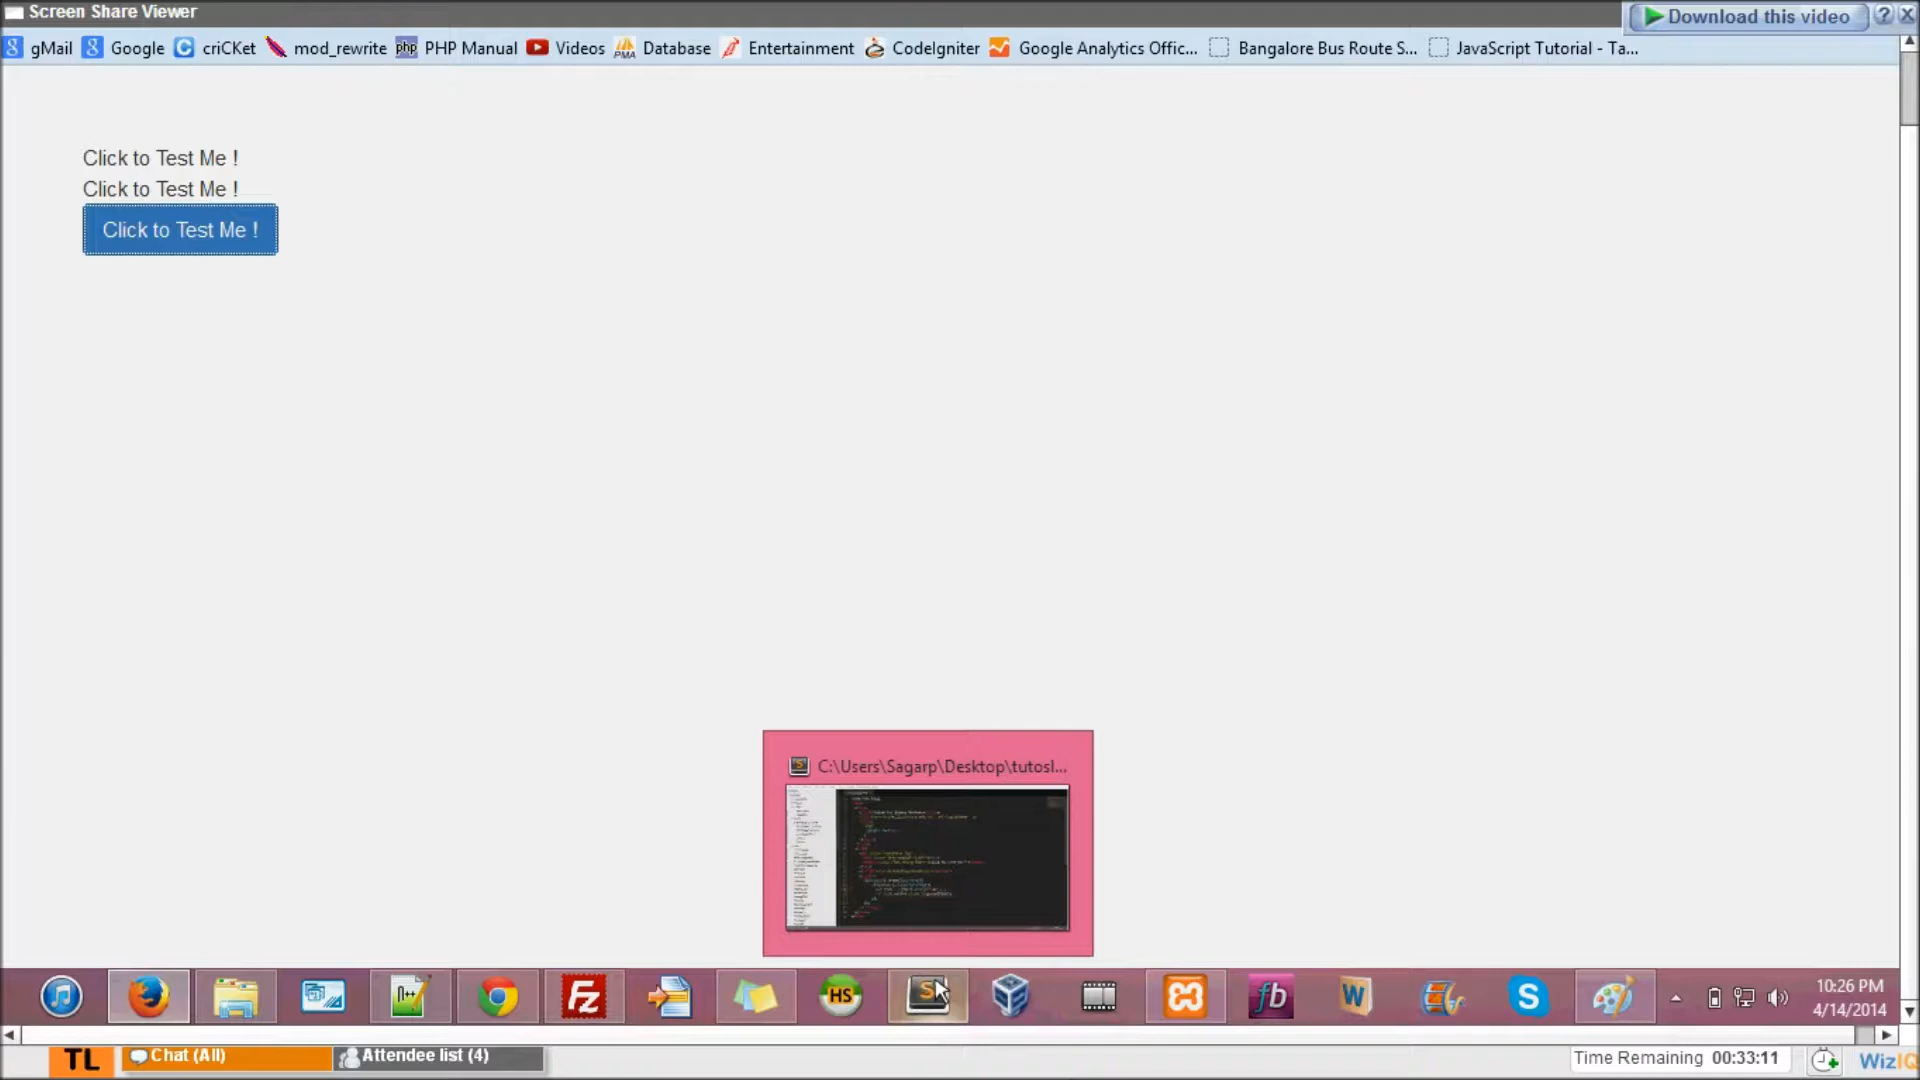 Screen Share Viewer
Download this video ?
gMail Google criCKet mod_rewrite PHP Manual Videos Database Entertainment CodeIgniter Google Analytics Offic... Bangalore Bus Route S... JavaScript Tutorial - Ta...
Click to Test Me !
Click to Test Me !
Click to Test Me !
C:\Users\Sagarp\Desktop\tutosl...
10:26 PM
4/14/2014
TL Chat (All) Attendee list (4) Time Remaining 00:33:11 WizIQ